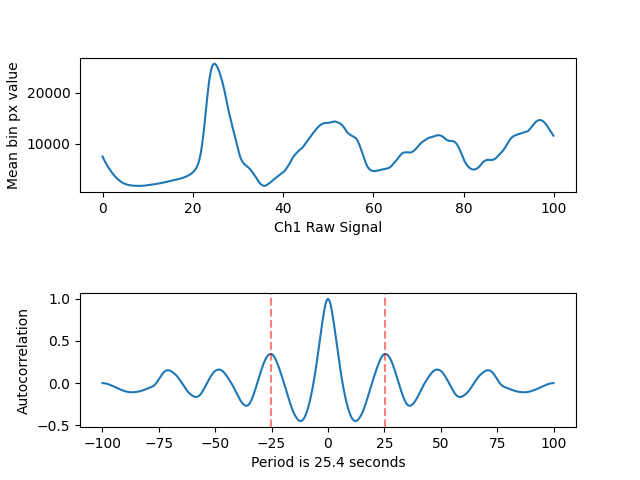 Mean bin px value
20000
10000
0 20 40 60 80 100
Ch1 Raw Signal
Autocorrelation
1.0
0.5
0.0
−0.5
−100 −75 −50 −25 0 25 50 75 100
Period is 25.4 seconds